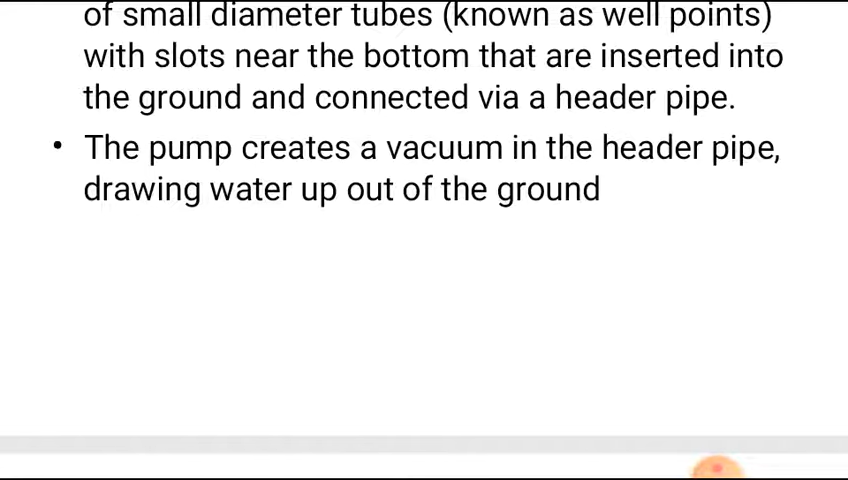 of small diameter tubes (known as well points)
with slots near the bottom that are inserted into
the ground and connected via a header pipe.
• The pump creates a vacuum in the header pipe,
drawing water up out of the ground